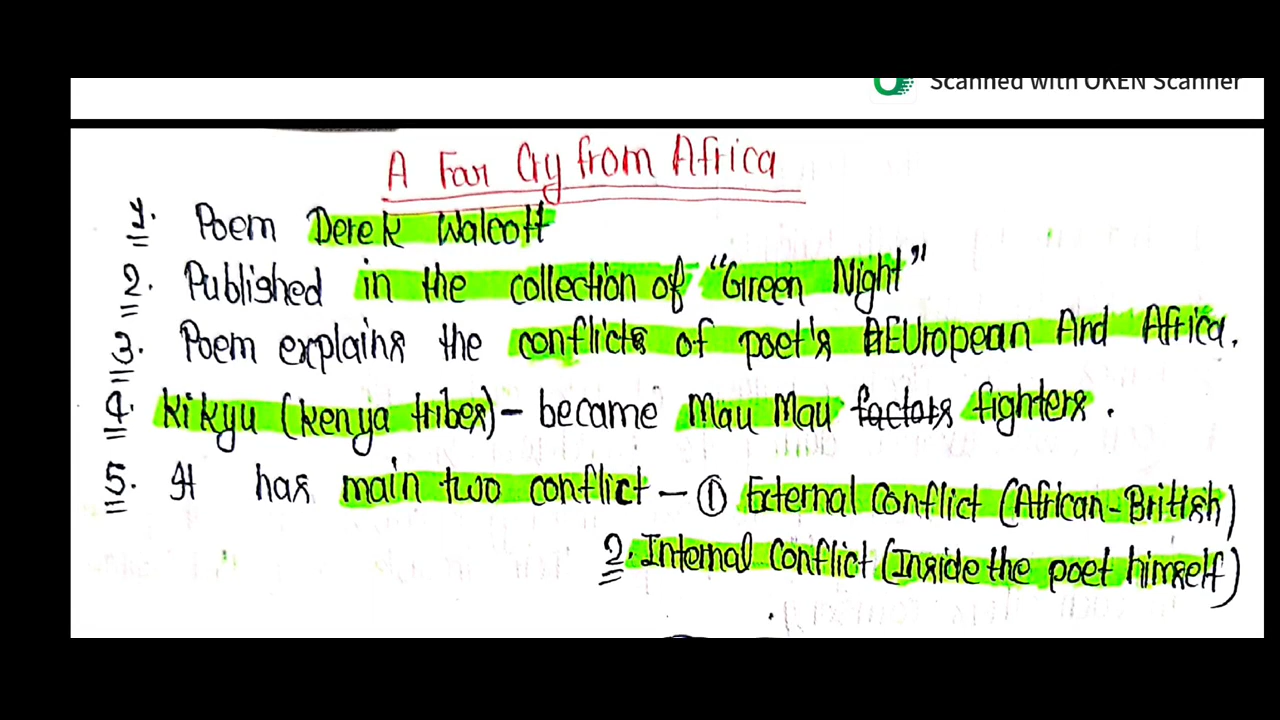 Scanned with OKEN Scanner
A Far Cry from Africa
1. Poem Derek Walcott
2. Published in the collection of "Green Night"
3. Poem explains the conflicts of poet's European And Africa.
4. Kikyu (Kenya tribes) – became Mau Mau factors fighters.
5. It has main two conflict – ① External Conflict (African-British)
2. Internal Conflict (Inside the poet himself)